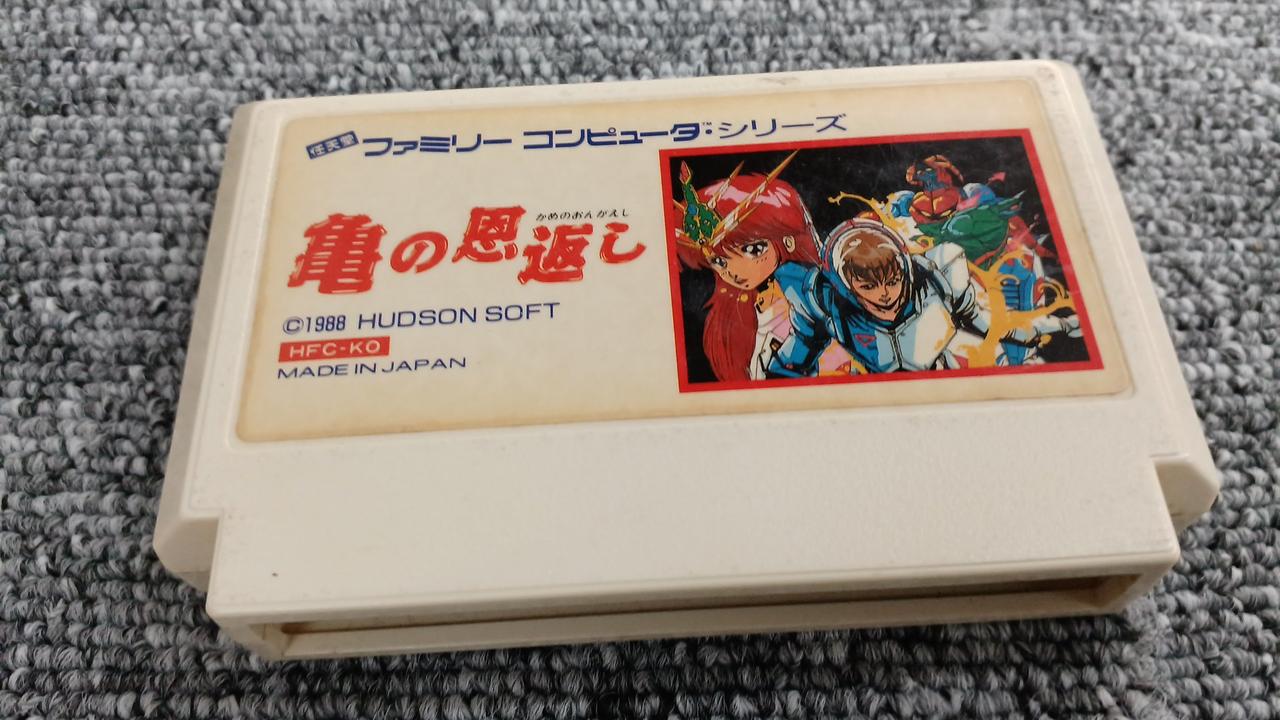 任天堂 ファミリー コンピュータ™シリーズ
かめのおんがえし
亀の恩返し
©1988 HUDSON SOFT
HFC-KO
MADE IN JAPAN